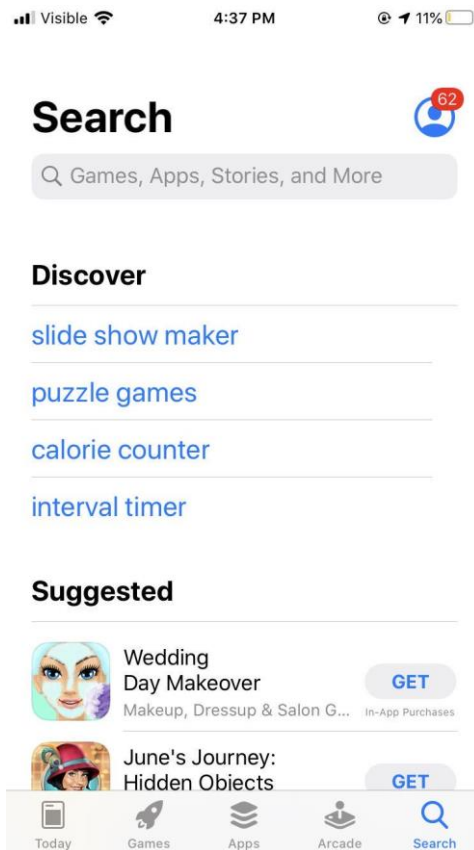 Visible 4:37 PM 11%
Search
62
Games, Apps, Stories, and More
Discover
slide show maker
puzzle games
calorie counter
interval timer
Suggested
Wedding
Day Makeover
Makeup, Dressup & Salon G...
GET
In-App Purchases
June's Journey:
Hidden Objects
GET
Today Games Apps Arcade Search